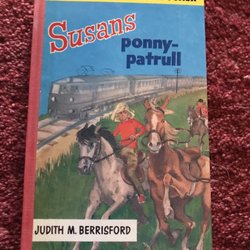 Susans
ponny-
patrull
JUDITH M. BERRISFORD